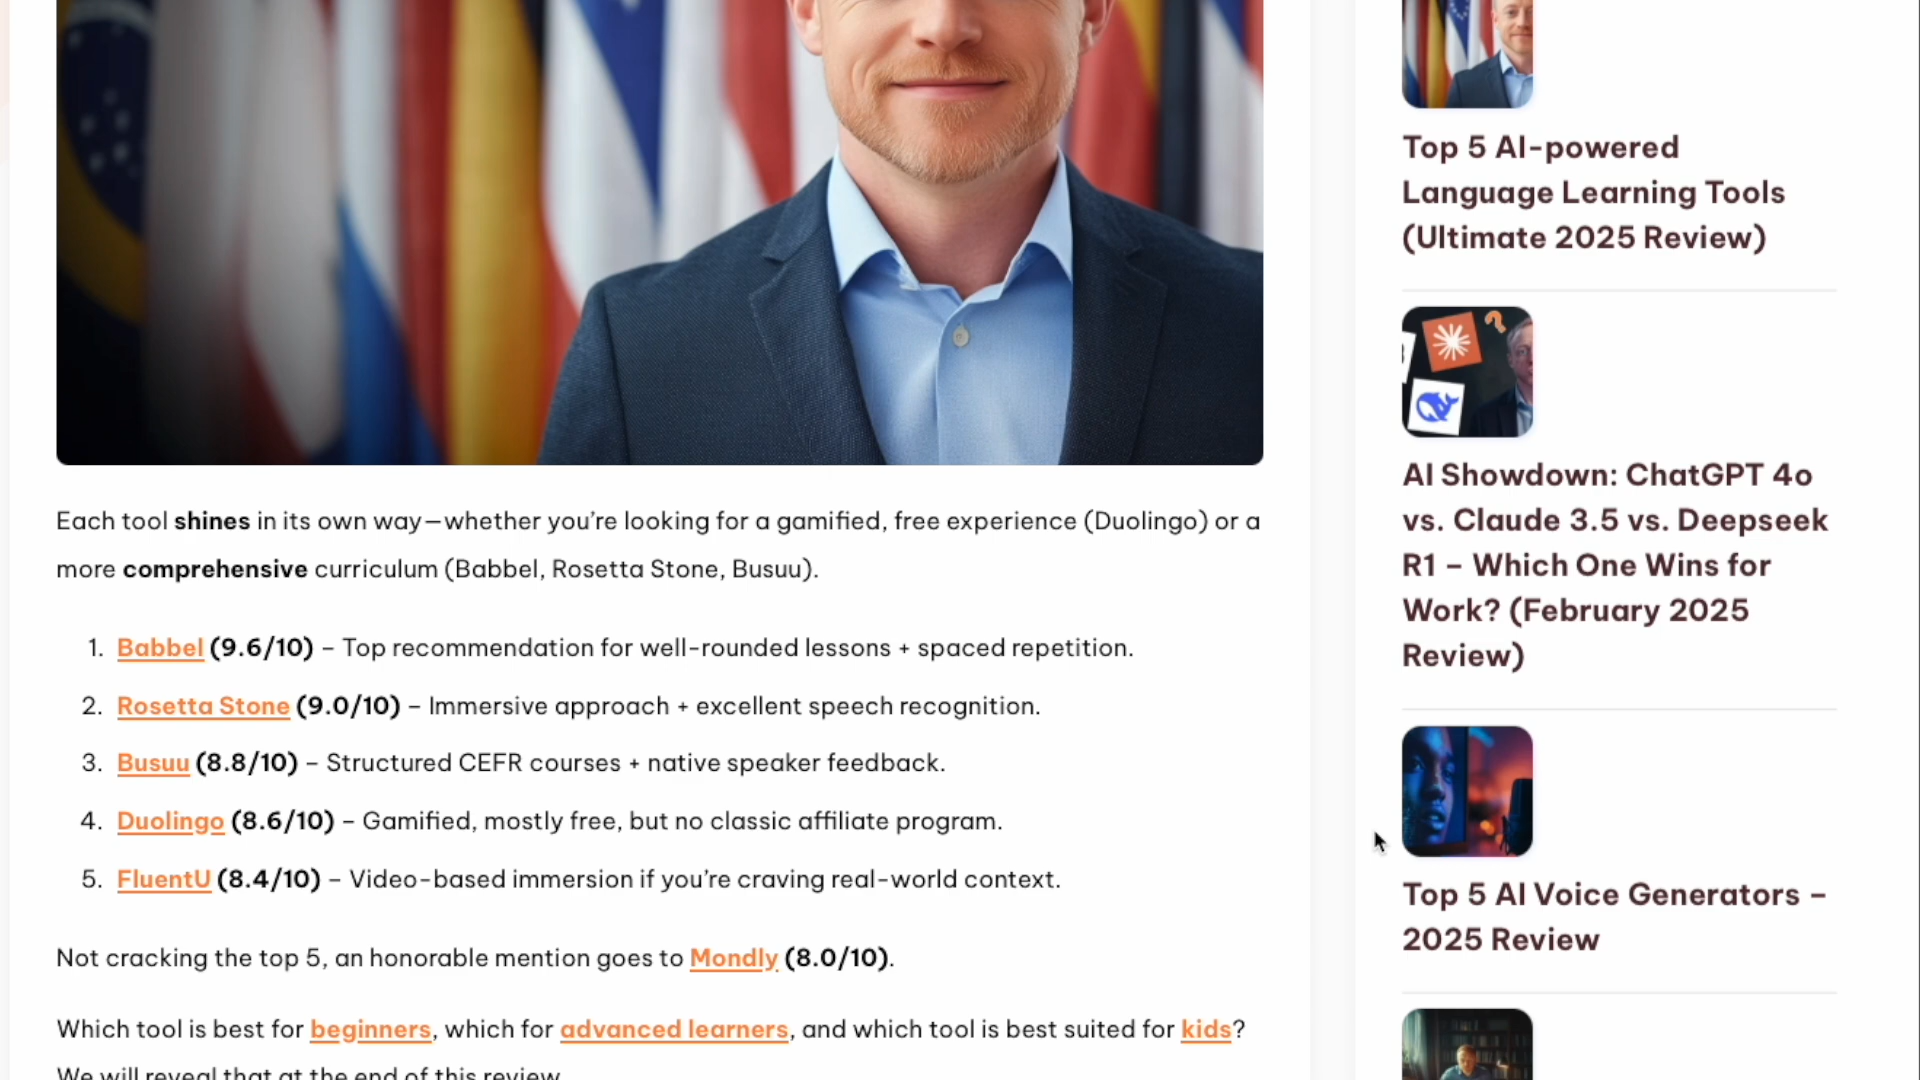 Each tool shines in its own way—whether you’re looking for a gamified, free experience (Duolingo) or a
more comprehensive curriculum (Babbel, Rosetta Stone, Busuu).
1. Babbel (9.6/10) – Top recommendation for well-rounded lessons + spaced repetition.
2. Rosetta Stone (9.0/10) – Immersive approach + excellent speech recognition.
3. Busuu (8.8/10) – Structured CEFR courses + native speaker feedback.
4. Duolingo (8.6/10) – Gamified, mostly free, but no classic affiliate program.
5. FluentU (8.4/10) – Video-based immersion if you’re craving real-world context.
Not cracking the top 5, an honorable mention goes to Mondly (8.0/10).
Which tool is best for beginners, which for advanced learners, and which tool is best suited for kids?
We will reveal that at the end of this review.
Top 5 AI-powered
Language Learning Tools
(Ultimate 2025 Review)
AI Showdown: ChatGPT 4o
vs. Claude 3.5 vs. Deepseek
R1 – Which One Wins for
Work? (February 2025
Review)
Top 5 AI Voice Generators –
2025 Review